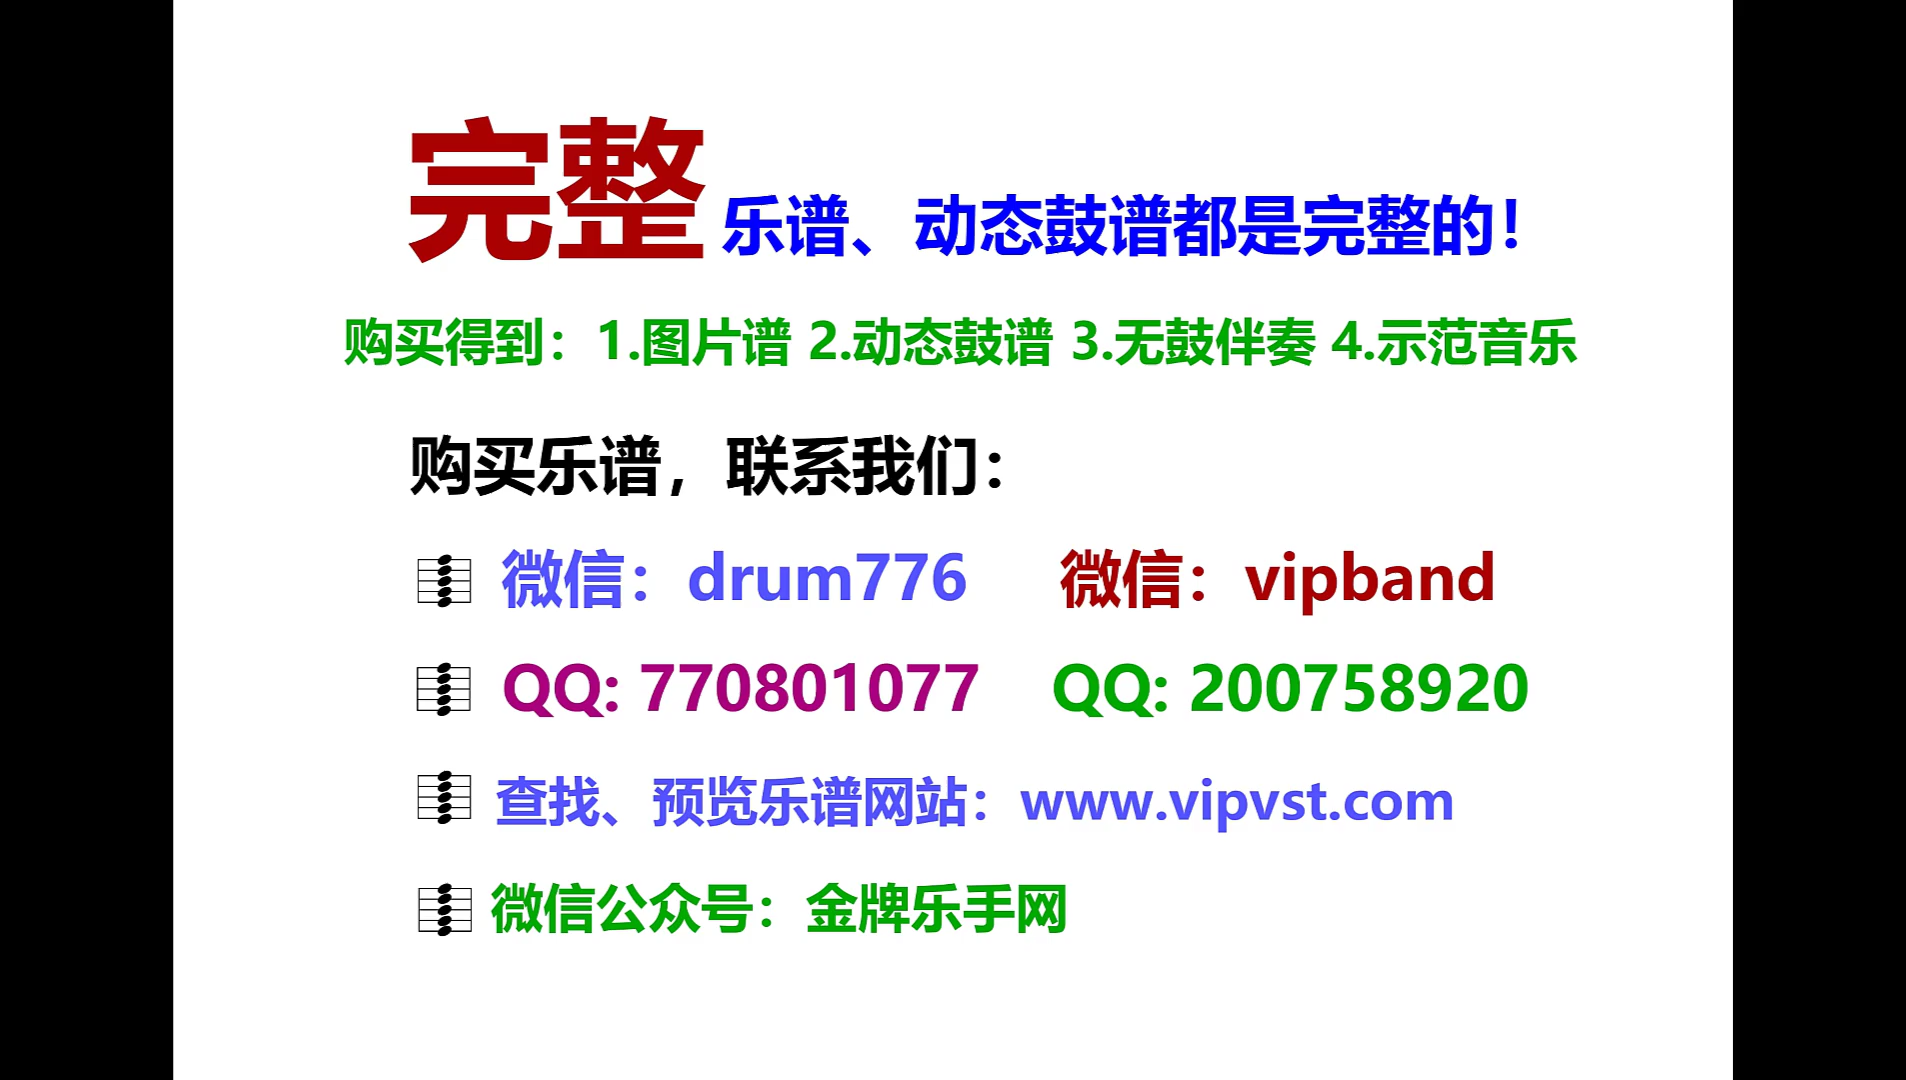 完整 乐谱、动态鼓谱都是完整的！
购买得到：1.图片谱 2.动态鼓谱 3.无鼓伴奏 4.示范音乐
购买乐谱，联系我们：
微信：drum776 微信：vipband
QQ: 770801077 QQ: 200758920
查找、预览乐谱网站：www.vipvst.com
微信公众号：金牌乐手网